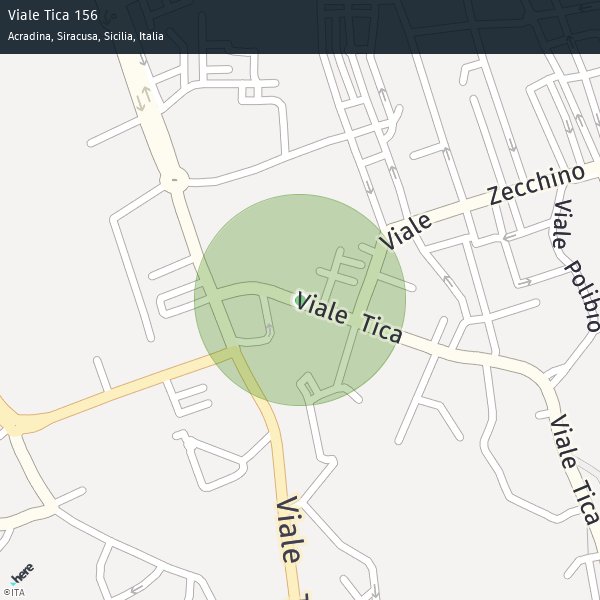 Viale Tica 156
Acradina, Siracusa, Sicilia, Italia
Viale Zecchino
Viale Polibio
Viale Tica
Viale Tica
Viale
here
©ITA